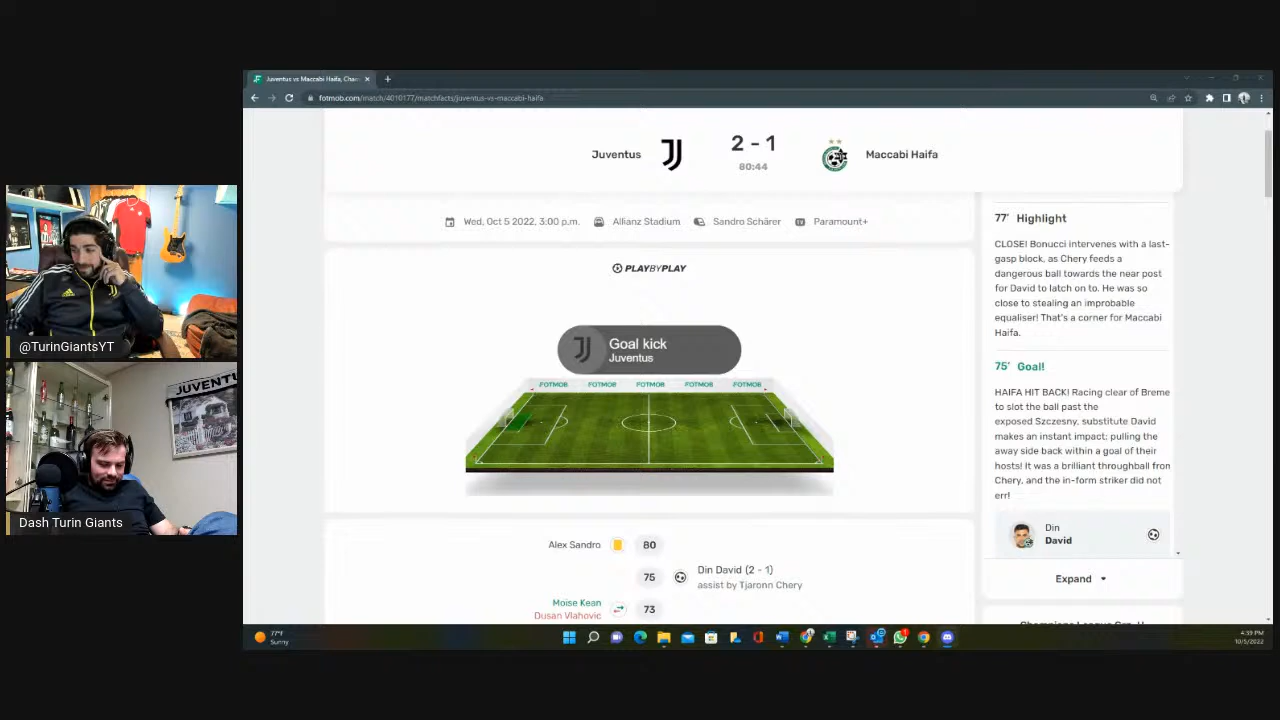 Juventus vs Maccabi Haifa, Cham
fotmob.com/match/4010177/matchfacts/juventus-vs-maccabi-haifa
Juventus
2 - 1
80:44
Maccabi Haifa
Wed, Oct 5 2022, 3:00 p.m.
Allianz Stadium
Sandro Schärer
Paramount+
PLAYBYPLAY
Goal kick
Juventus
FOTMOB FOTMOB FOTMOB FOTMOB FOTMOB
Alex Sandro 80
75 Din David (2 - 1)
assist by Tjaronn Chery
Moise Kean
Dusan Vlahovic
73
77' Highlight
CLOSE! Bonucci intervenes with a last-
gasp block, as Chery feeds a
dangerous ball towards the near post
for David to latch on to. He was so
close to stealing an improbable
equaliser! That's a corner for Maccabi
Haifa.
75' Goal!
HAIFA HIT BACK! Racing clear of Breme
to slot the ball past the
exposed Szczesny, substitute David
makes an instant impact; pulling the
away side back within a goal of their
hosts! It was a brilliant throughball from
Chery, and the in-form striker did not
err!
Din
David
Expand
JUVENTU
@TurinGiantsYT
Dash Turin Giants
77°F
Sunny
4:39 PM
10/5/2022